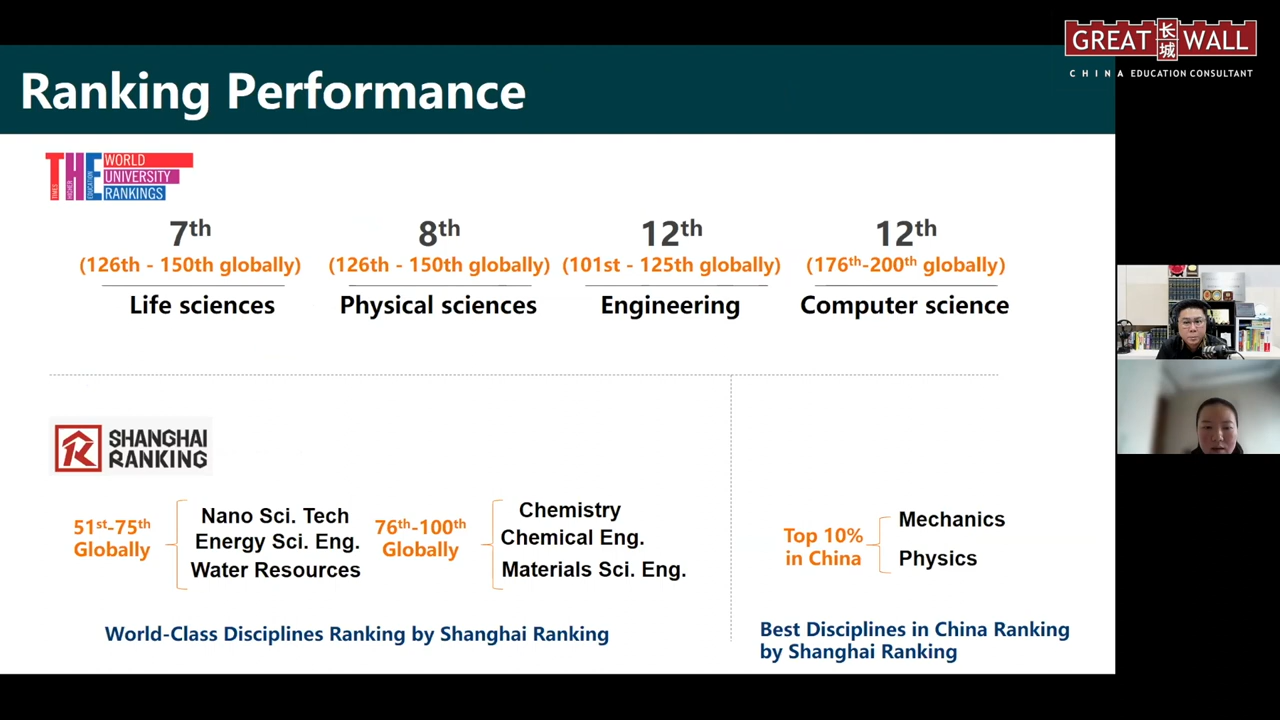 GREAT 长城 WALL
CHINA EDUCATION CONSULTANT
Ranking Performance
TIMES HIGHER EDUCATION
WORLD
UNIVERSITY
RANKINGS
7th
(126th - 150th globally)
Life sciences
8th
(126th - 150th globally)
Physical sciences
12th
(101st - 125th globally)
Engineering
12th
(176th-200th globally)
Computer science
SHANGHAI
RANKING
51st-75th
Globally
Nano Sci. Tech
Energy Sci. Eng.
Water Resources
76th-100th
Globally
Chemistry
Chemical Eng.
Materials Sci. Eng.
World-Class Disciplines Ranking by Shanghai Ranking
Top 10%
in China
Mechanics
Physics
Best Disciplines in China Ranking
by Shanghai Ranking